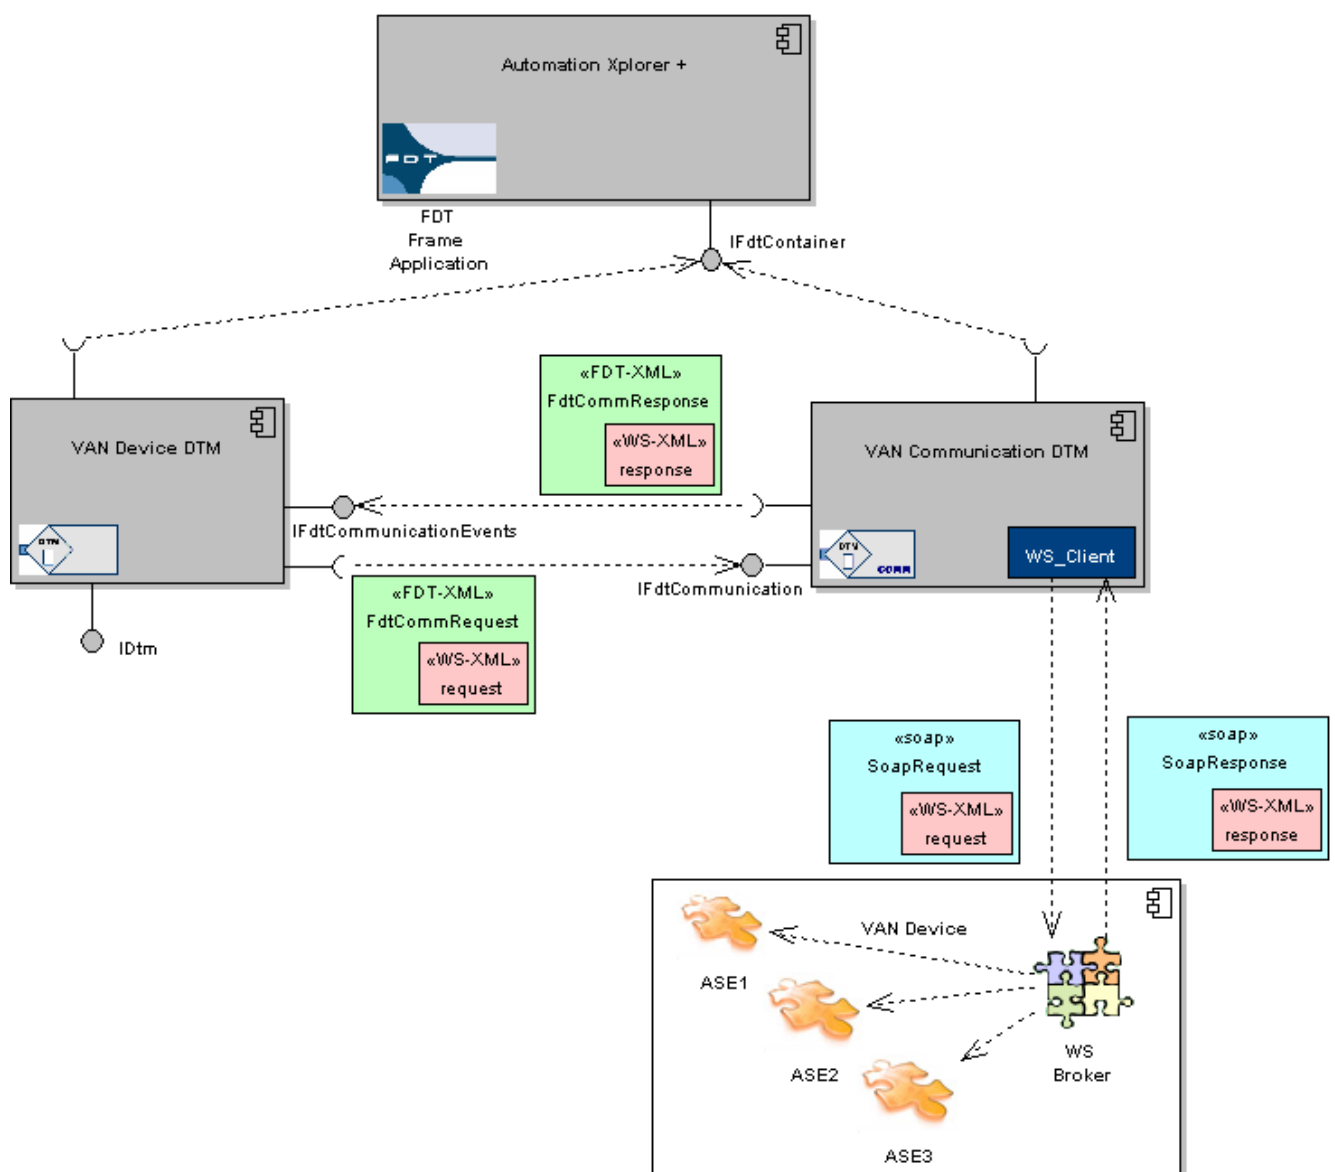 Automation Xplorer +
FDT
FDT
Frame
Application
IFdtContainer
«FDT-XML»
FdtCommResponse
«WS-XML»
response
VAN Device DTM
VAN Communication DTM
IFdtCommunicationEvents
DTM
DTM
COMM
WS_Client
IFdtCommunication
«FDT-XML»
FdtCommRequest
«WS-XML»
request
IDtm
«soap»
SoapRequest
«WS-XML»
request
«soap»
SoapResponse
«WS-XML»
response
VAN Device
ASE1
ASE2
ASE3
WS
Broker